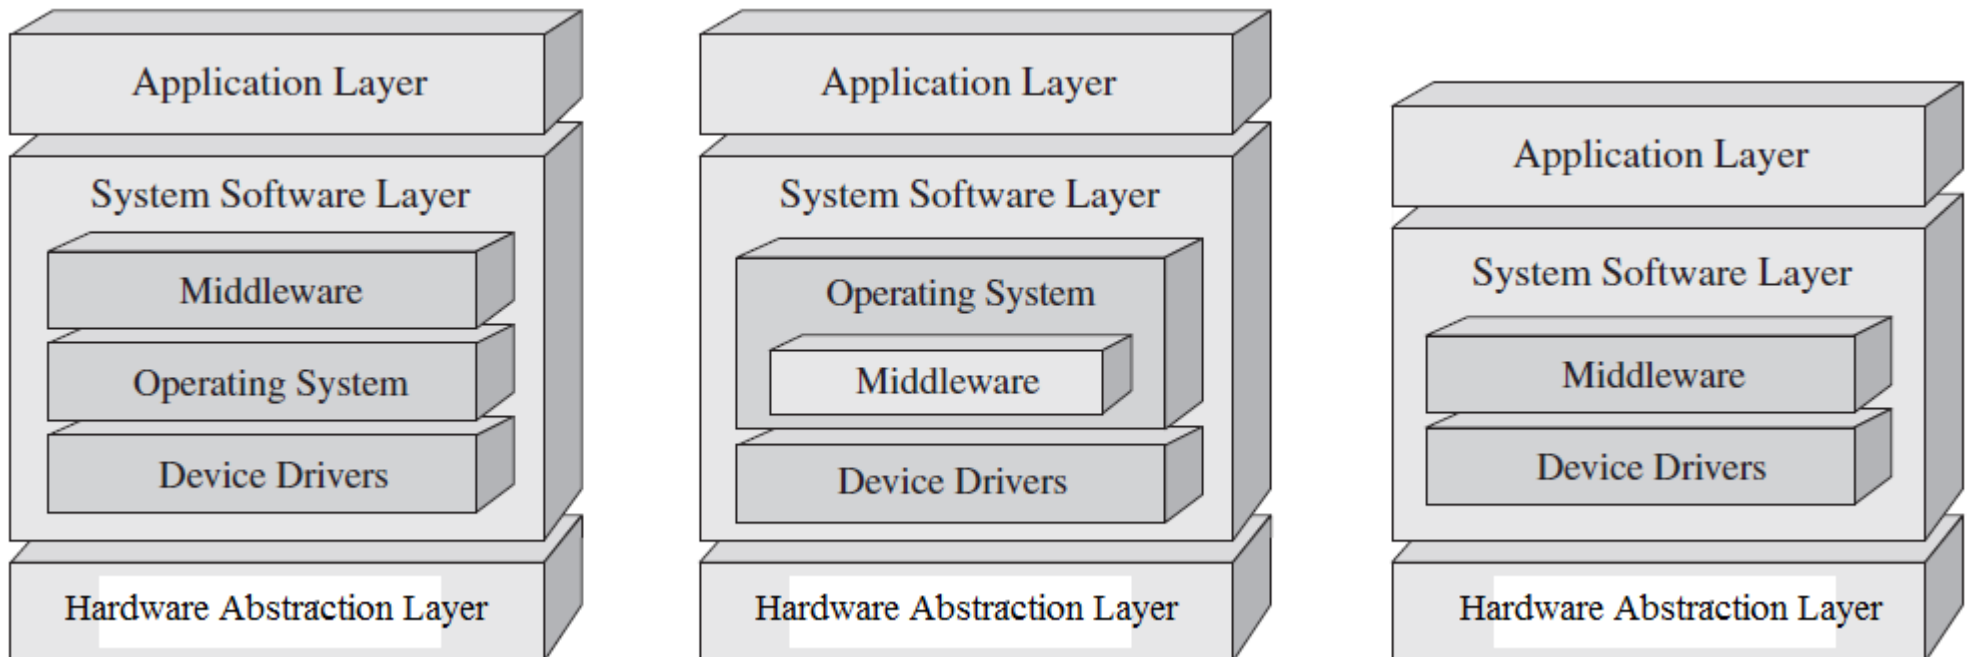 Application Layer
System Software Layer
Middleware
Operating System
Device Drivers
Hardware Abstraction Layer
Application Layer
System Software Layer
Operating System
Middleware
Device Drivers
Hardware Abstraction Layer
Application Layer
System Software Layer
Middleware
Device Drivers
Hardware Abstraction Layer